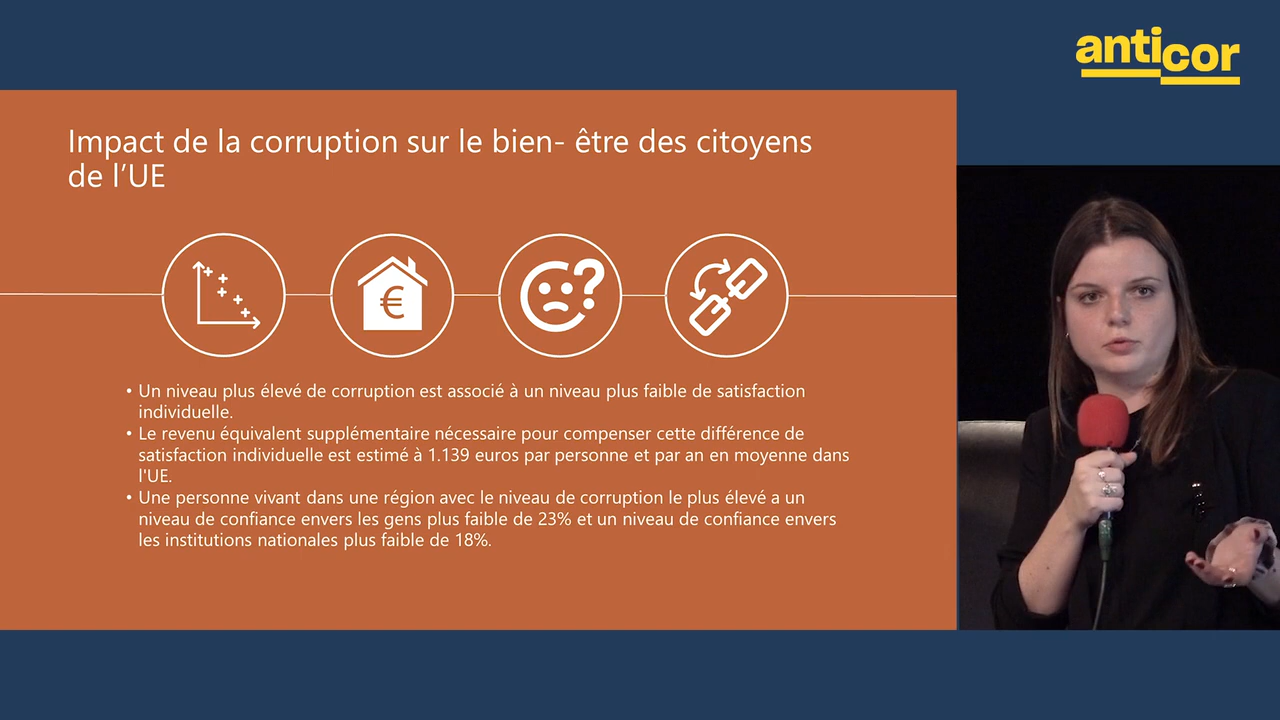 anticor
Impact de la corruption sur le bien- être des citoyens
de l’UE
€
?
• Un niveau plus élevé de corruption est associé à un niveau plus faible de satisfaction
individuelle.
• Le revenu équivalent supplémentaire nécessaire pour compenser cette différence de
satisfaction individuelle est estimé à 1.139 euros par personne et par an en moyenne dans
l'UE.
• Une personne vivant dans une région avec le niveau de corruption le plus élevé a un
niveau de confiance envers les gens plus faible de 23% et un niveau de confiance envers
les institutions nationales plus faible de 18%.